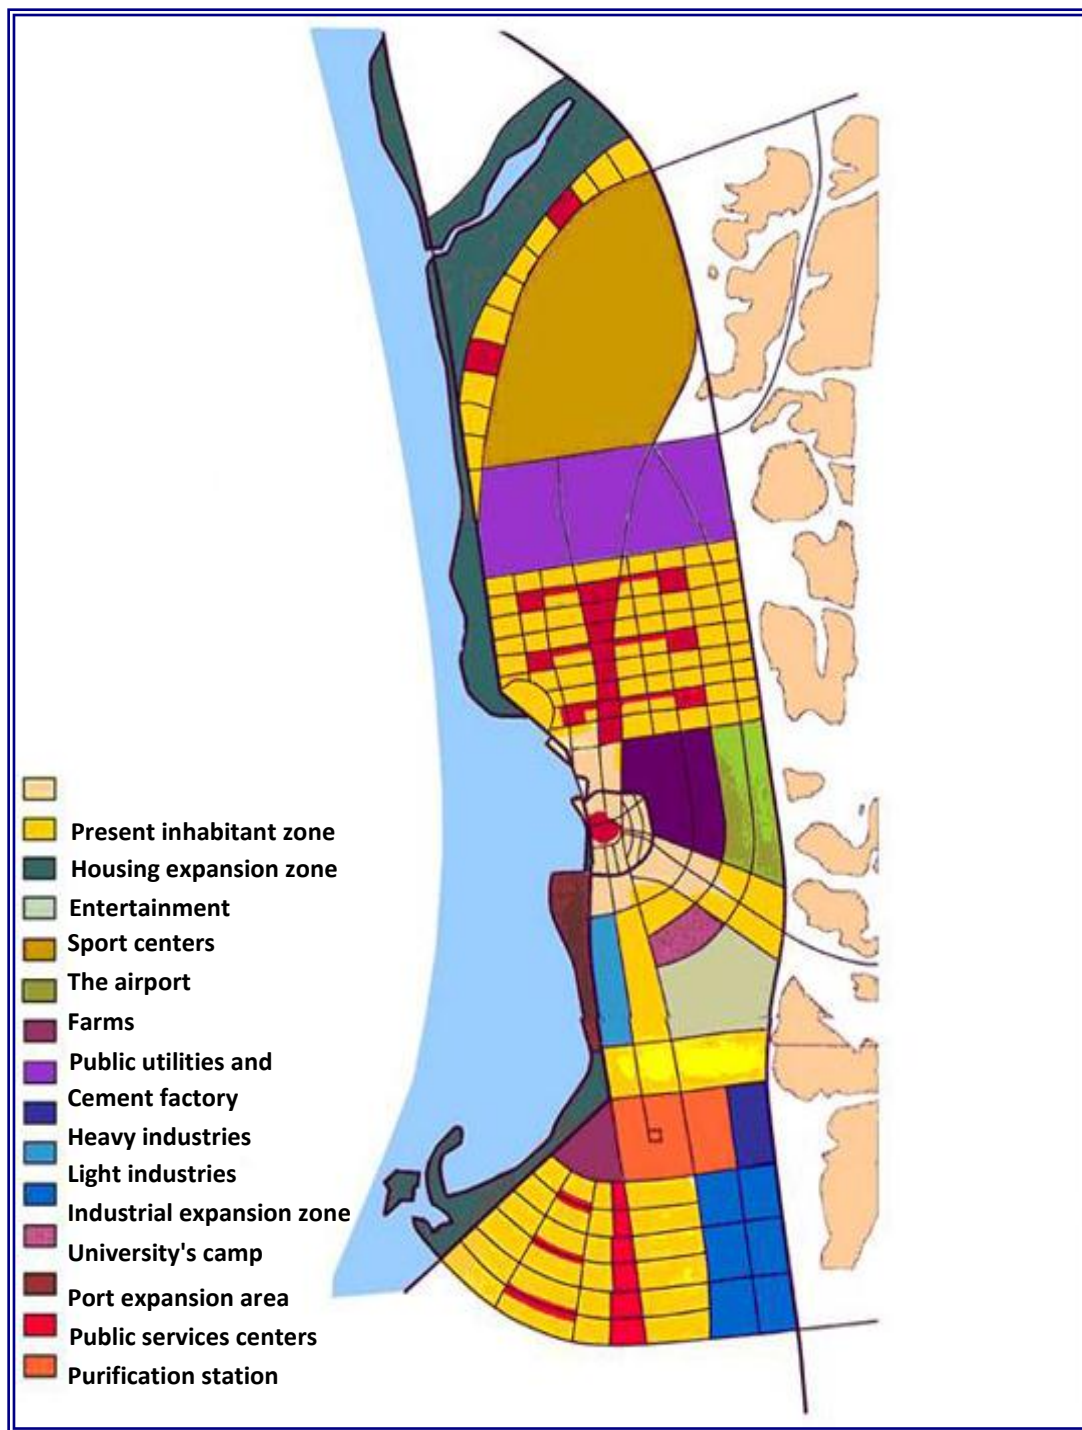 Present inhabitant zone
Housing expansion zone
Entertainment
Sport centers
The airport
Farms
Public utilities and
Cement factory
Heavy industries
Light industries
Industrial expansion zone
University's camp
Port expansion area
Public services centers
Purification station